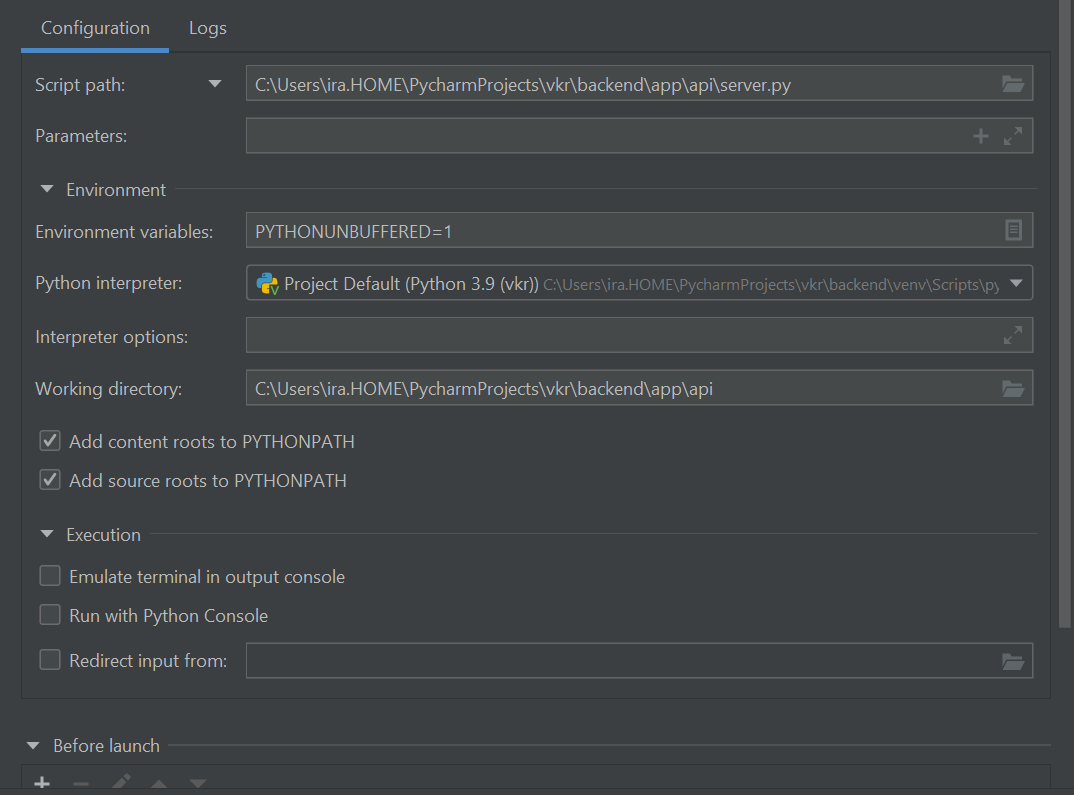 Configuration Logs
Script path: C:\Users\ira.HOME\PycharmProjects\vkr\backend\app\api\server.py
Parameters:
Environment
Environment variables: PYTHONUNBUFFERED=1
Python interpreter: Project Default (Python 3.9 (vkr)) C:\Users\ira.HOME\PycharmProjects\vkr\backend\venv\Scripts\py
Interpreter options:
Working directory: C:\Users\ira.HOME\PycharmProjects\vkr\backend\app\api
Add content roots to PYTHONPATH
Add source roots to PYTHONPATH
Execution
Emulate terminal in output console
Run with Python Console
Redirect input from:
Before launch